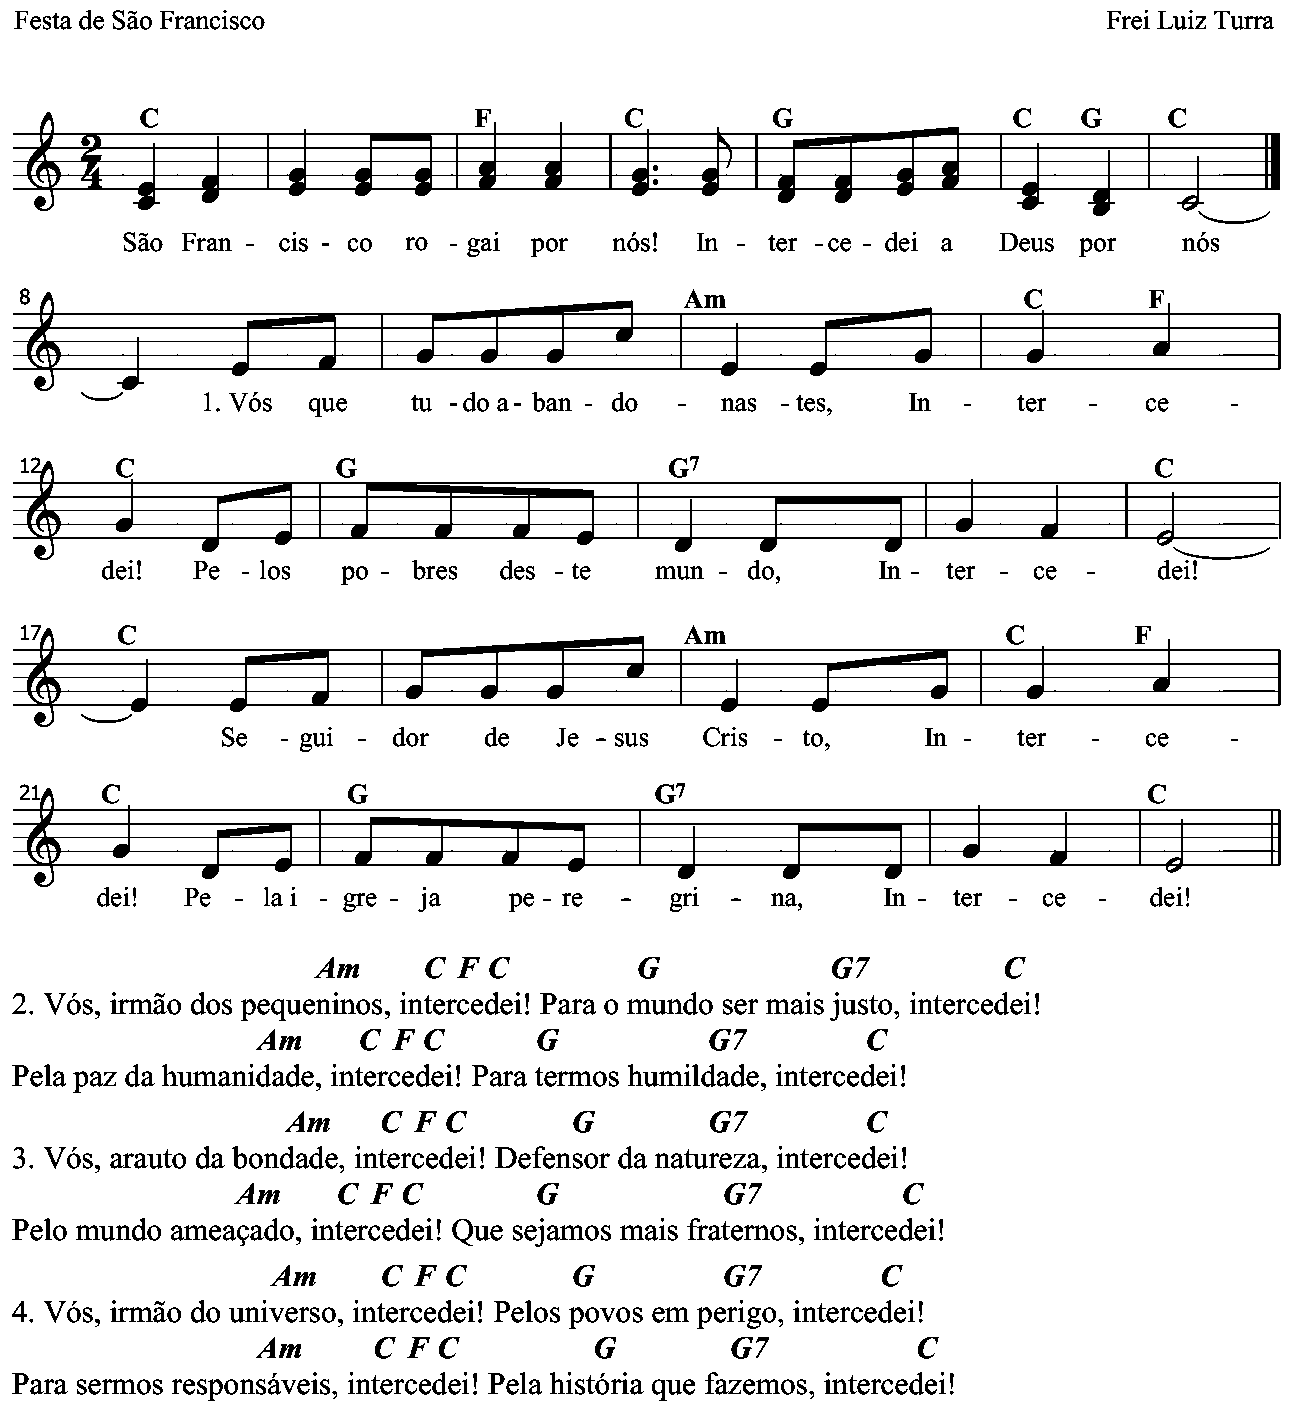 Festa de São Francisco Frei Luiz Turra
C F C G C G C
2 4
São Fran - cis - co ro - gai por nós! In - ter - ce - dei a Deus por nós
8 Am C F
1. Vós que tu - do a - ban - do - nas - tes, In - ter - ce -
12 C G G7 C
dei! Pe - los po - bres des - te mun - do, In - ter - ce - dei!
17 C Am C F
Se - gui - dor de Je - sus Cris - to, In - ter - ce -
21 C G G7 C
dei! Pe - la i - gre - ja pe - re - gri - na, In - ter - ce - dei!
Am C F C G G7 C
2. Vós, irmão dos pequeninos, intercedei! Para o mundo ser mais justo, intercedei!
Am C F C G G7 C
Pela paz da humanidade, intercedei! Para termos humildade, intercedei!
Am C F C G G7 C
3. Vós, arauto da bondade, intercedei! Defensor da natureza, intercedei!
Am C F C G G7 C
Pelo mundo ameaçado, intercedei! Que sejamos mais fraternos, intercedei!
Am C F C G G7 C
4. Vós, irmão do universo, intercedei! Pelos povos em perigo, intercedei!
Am C F C G G7 C
Para sermos responsáveis, intercedei! Pela história que fazemos, intercedei!